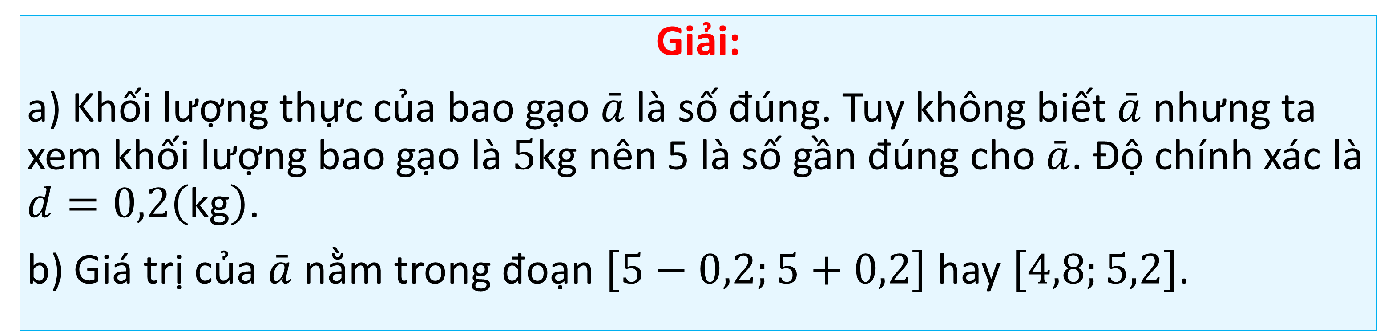 Giải:
a) Khối lượng thực của bao gạo ā là số đúng. Tuy không biết ā nhưng ta
xem khối lượng bao gạo là 5kg nên 5 là số gần đúng cho ā. Độ chính xác là
d = 0,2(kg).
b) Giá trị của ā nằm trong đoạn [5 − 0,2; 5 + 0,2] hay [4,8; 5,2].